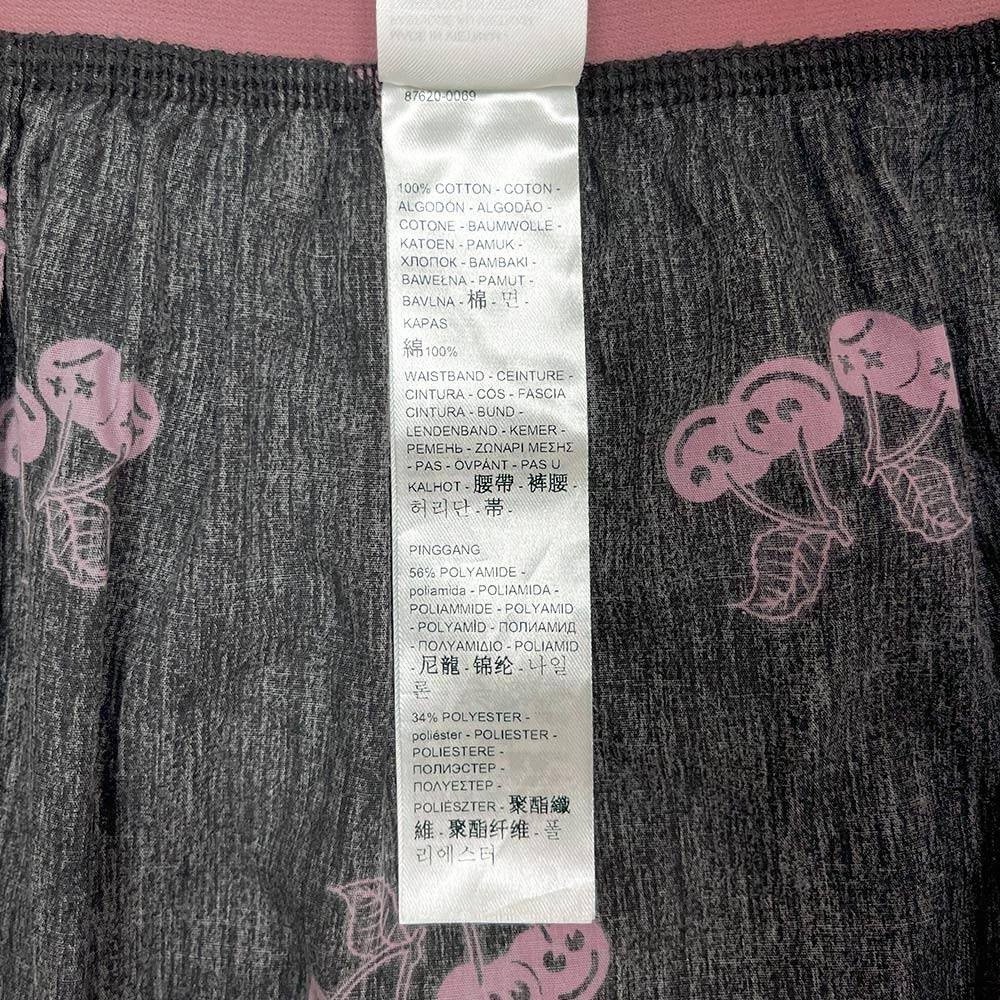 87620-0069
100% COTTON - COTON -
ALGODÓN - ALGODÃO -
COTONE - BAUMWOLLE -
KATOEN - PAMUK -
ХЛОПОК - BAMBAKI -
BAWEŁNA - PAMUT -
BAVLNA - 棉 - 면 -
KAPAS
綿100%
WAISTBAND - CEINTURE -
CINTURA - CÓS - FASCIA
CINTURA - BUND -
LENDENBAND - KEMER -
РЕМЕНЬ - ΖΩΝΑΡΙ ΜΕΣΗΣ
- PAS - ÖVPÁNT - PAS U
KALHOT - 腰帶 - 裤腰 -
허리단 - 帯 -
PINGGANG
56% POLYAMIDE -
poliamida - POLIAMIDA -
POLIAMMIDE - POLYAMID
- POLYAMÍD - ПОЛИАМИД
- ΠΟΛΥΑΜΙΔΙΟ - POLIAMID
- 尼龍 - 锦纶 - 나일
론
34% POLYESTER -
poliéster - POLIESTER -
POLIESTERE -
ПОЛИЭСТЕР -
ΠΟΛΥΕΣΤΕΡ -
POLIÉSZTER - 聚酯纖
維 - 聚酯纤维 - 폴
리에스터